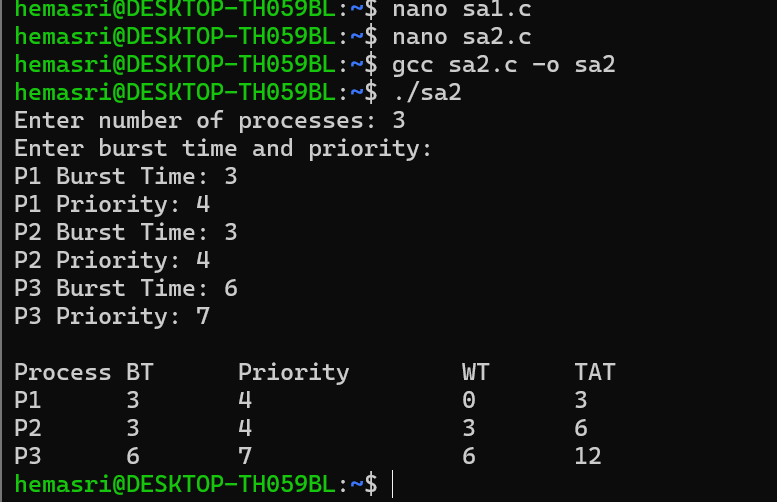 hemasri@DESKTOP-TH059BL:~$ nano sa1.c
hemasri@DESKTOP-TH059BL:~$ nano sa2.c
hemasri@DESKTOP-TH059BL:~$ gcc sa2.c -o sa2
hemasri@DESKTOP-TH059BL:~$ ./sa2
Enter number of processes: 3
Enter burst time and priority:
P1 Burst Time: 3
P1 Priority: 4
P2 Burst Time: 3
P2 Priority: 4
P3 Burst Time: 6
P3 Priority: 7

Process BT      Priority        WT      TAT
P1      3       4               0       3
P2      3       4               3       6
P3      6       7               6       12
hemasri@DESKTOP-TH059BL:~$